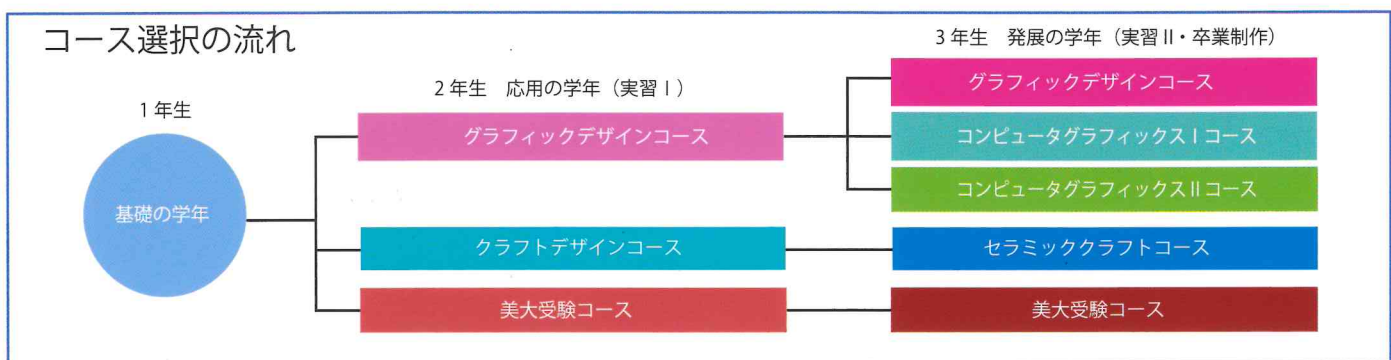 コース選択の流れ
1年生
基礎の学年
2年生 応用の学年（実習Ⅰ）
グラフィックデザインコース
クラフトデザインコース
美大受験コース
3年生 発展の学年（実習Ⅱ・卒業制作）
グラフィックデザインコース
コンピュータグラフィックスⅠコース
コンピュータグラフィックスⅡコース
セラミッククラフトコース
美大受験コース